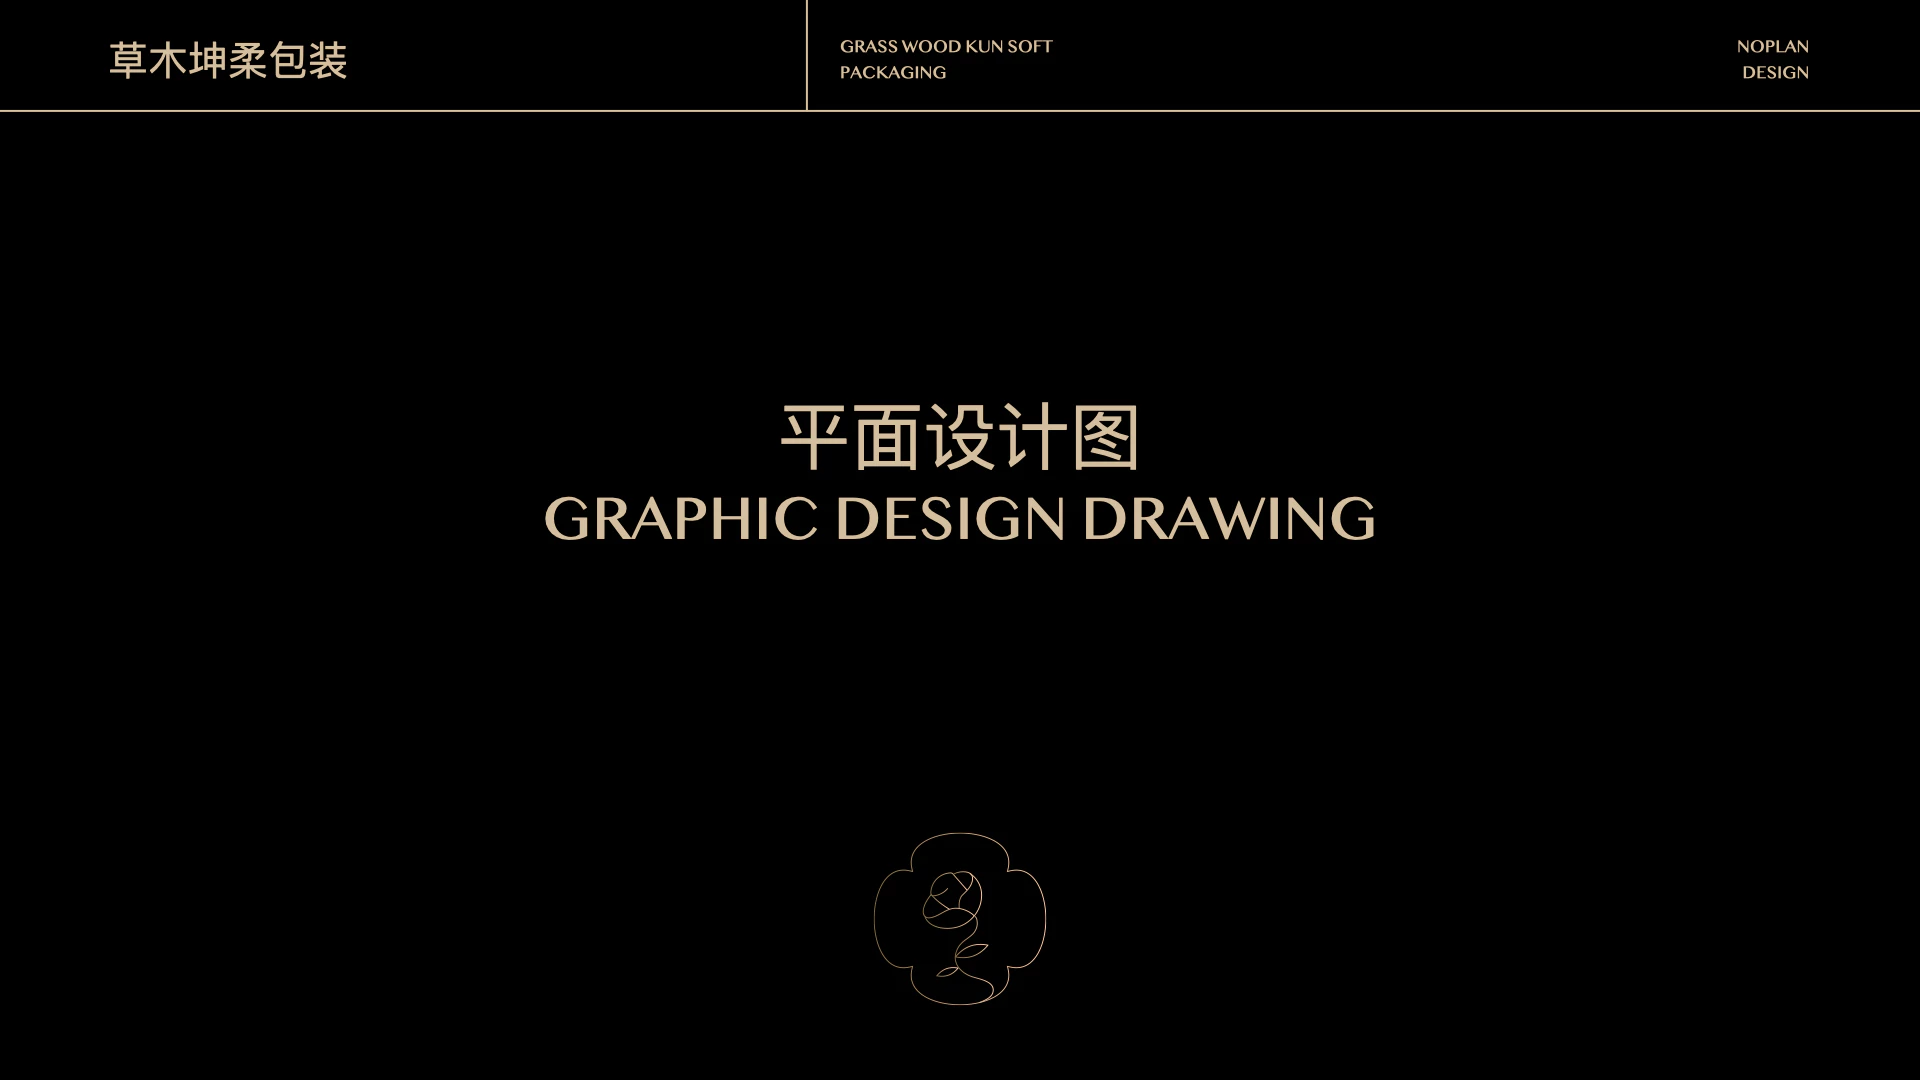 草木坤柔包装
GRASS WOOD KUN SOFT
PACKAGING
NOPLAN
DESIGN
平面设计图
GRAPHIC DESIGN DRAWING